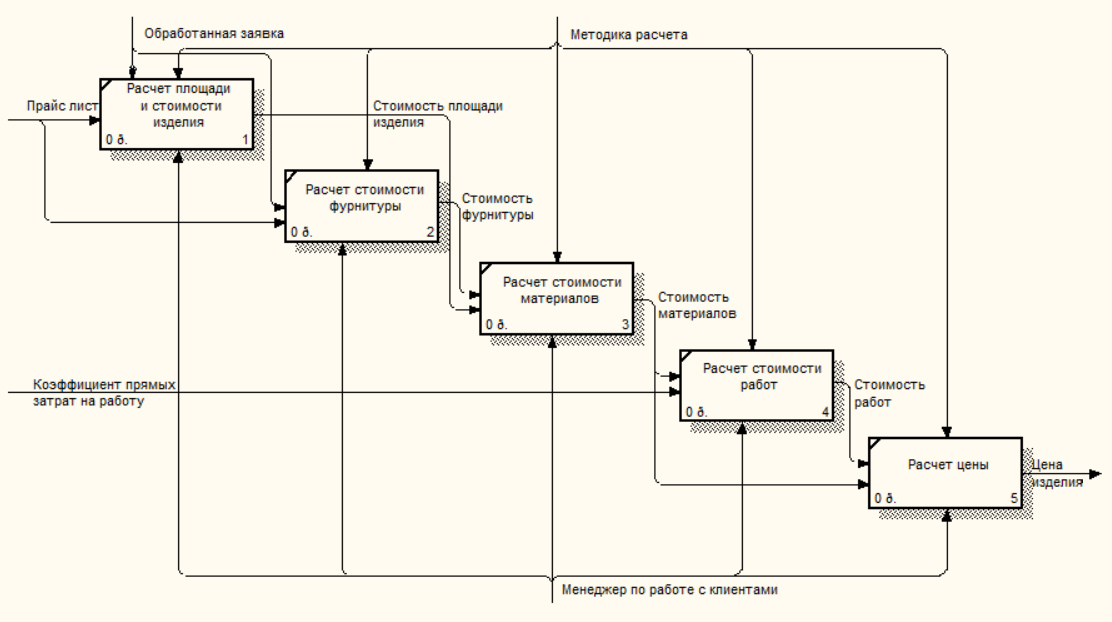 Обработанная заявка
Методика расчета
Прайс лист
Расчет площади
и стоимости
изделия
0 ð.
1
Стоимость площади
изделия
Расчет стоимости
фурнитуры
0 ð.
2
Стоимость
фурнитуры
Расчет стоимости
материалов
0 ð.
3
Стоимость
материалов
Коэффициент прямых
затрат на работу
Расчет стоимости
работ
0 ð.
4
Стоимость
работ
Расчет цены
0 ð.
5
Цена
изделия
Менеджер по работе с клиентами